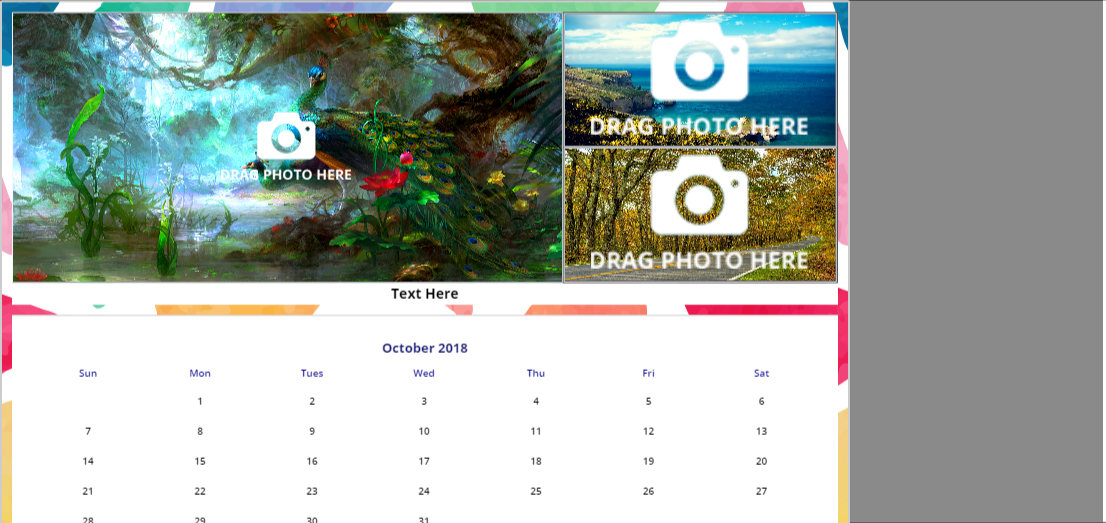 DRAG PHOTO HERE
DRAG PHOTO HERE
DRAG PHOTO HERE
Text Here
October 2018
Sun Mon Tues Wed Thu Fri Sat
1 2 3 4 5 6
7 8 9 10 11 12 13
14 15 16 17 18 19 20
21 22 23 24 25 26 27
28 29 30 31